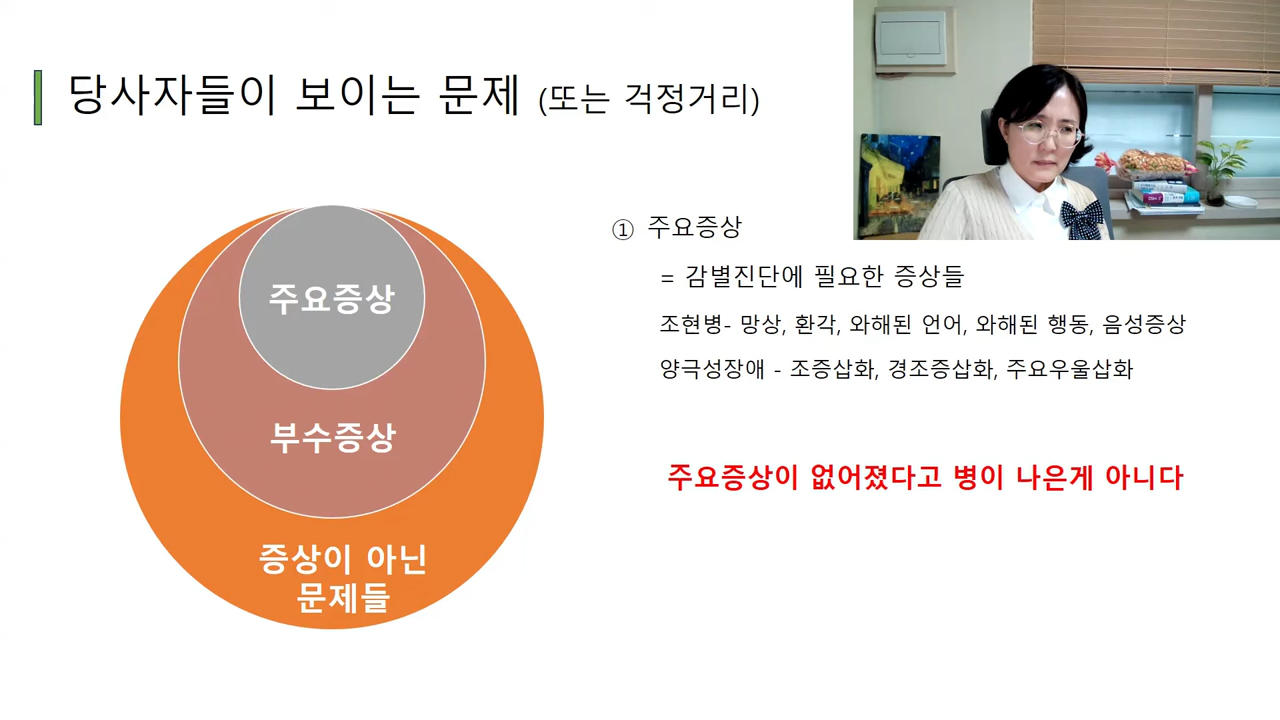 당사자들이 보이는 문제 (또는 걱정거리)
주요증상
부수증상
증상이 아닌
문제들
① 주요증상
= 감별진단에 필요한 증상들
조현병- 망상, 환각, 와해된 언어, 와해된 행동, 음성증상
양극성장애 - 조증삽화, 경조증삽화, 주요우울삽화
주요증상이 없어졌다고 병이 나은게 아니다